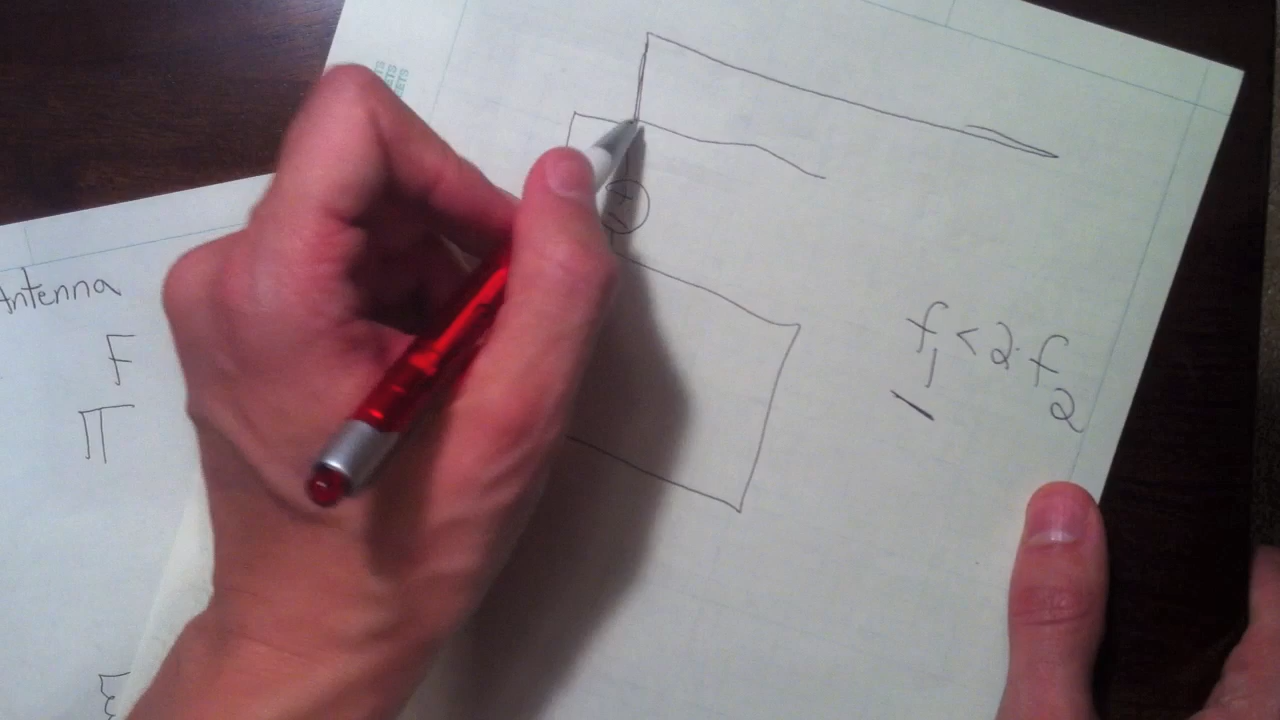 Antenna
F
Π
f₁ < 2·f₂